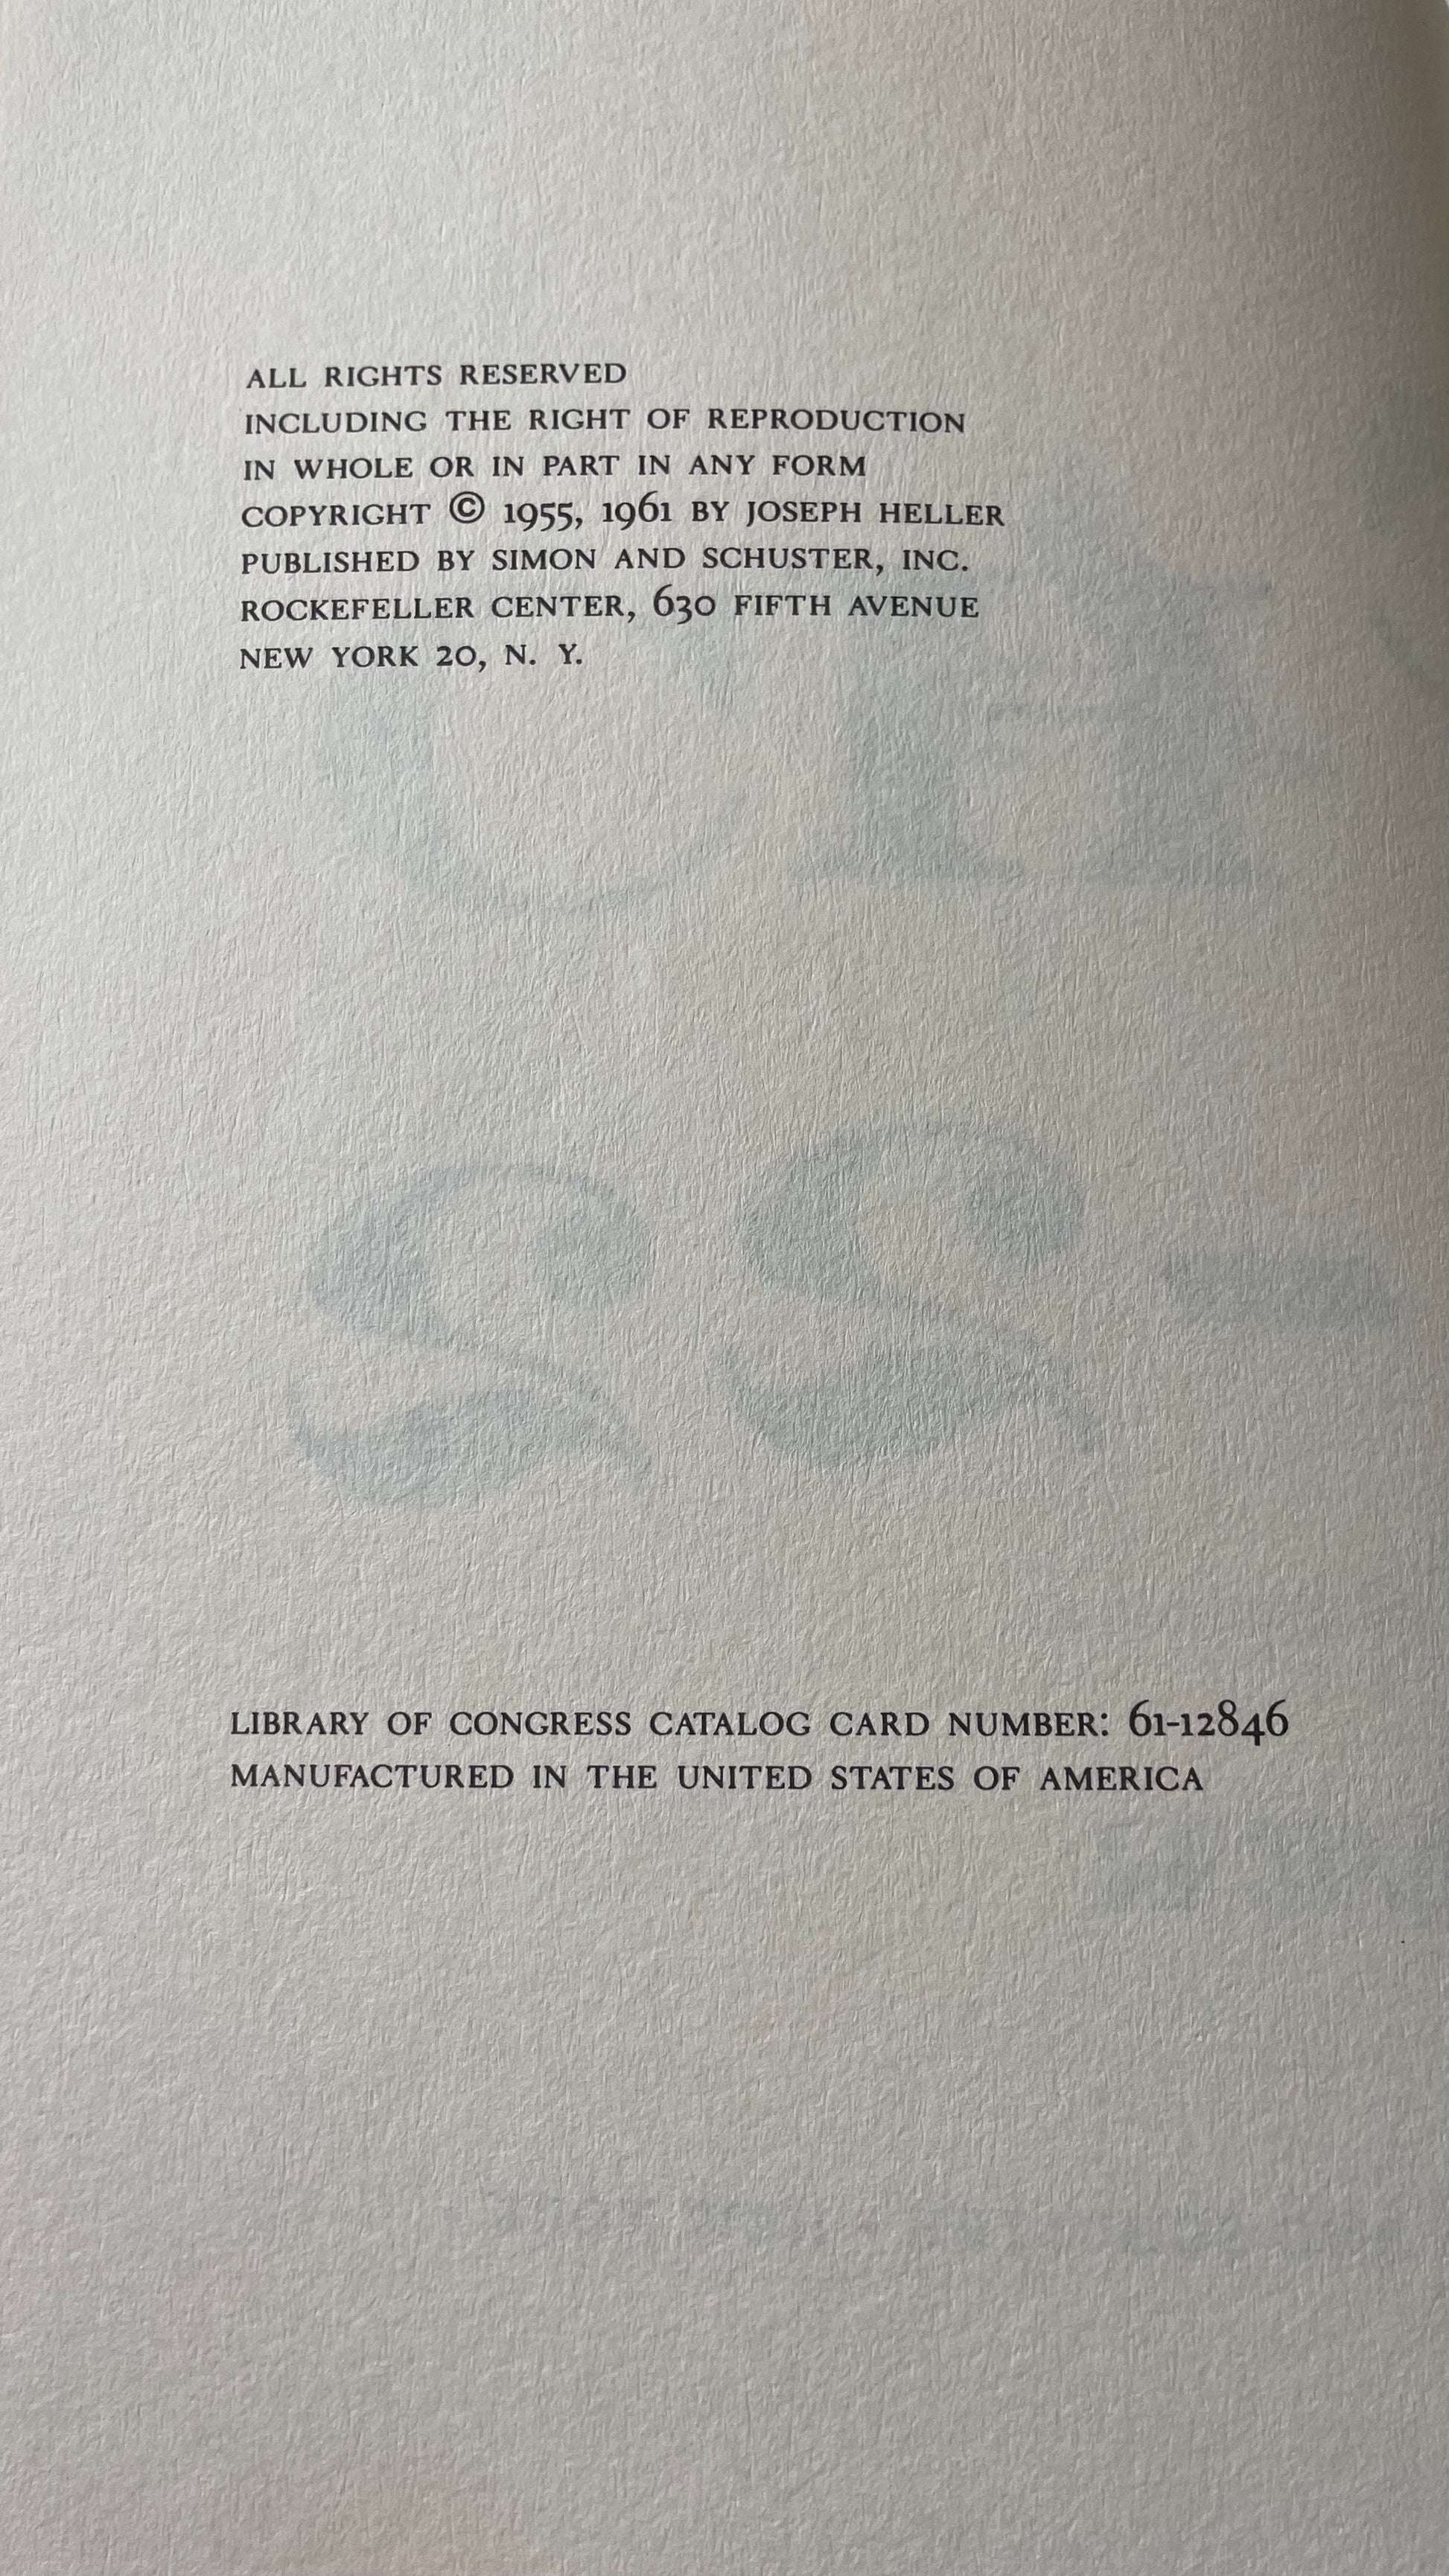 ALL RIGHTS RESERVED
INCLUDING THE RIGHT OF REPRODUCTION
IN WHOLE OR IN PART IN ANY FORM
COPYRIGHT © 1955, 1961 BY JOSEPH HELLER
PUBLISHED BY SIMON AND SCHUSTER, INC.
ROCKEFELLER CENTER, 630 FIFTH AVENUE
NEW YORK 20, N. Y.
LIBRARY OF CONGRESS CATALOG CARD NUMBER: 61-12846
MANUFACTURED IN THE UNITED STATES OF AMERICA